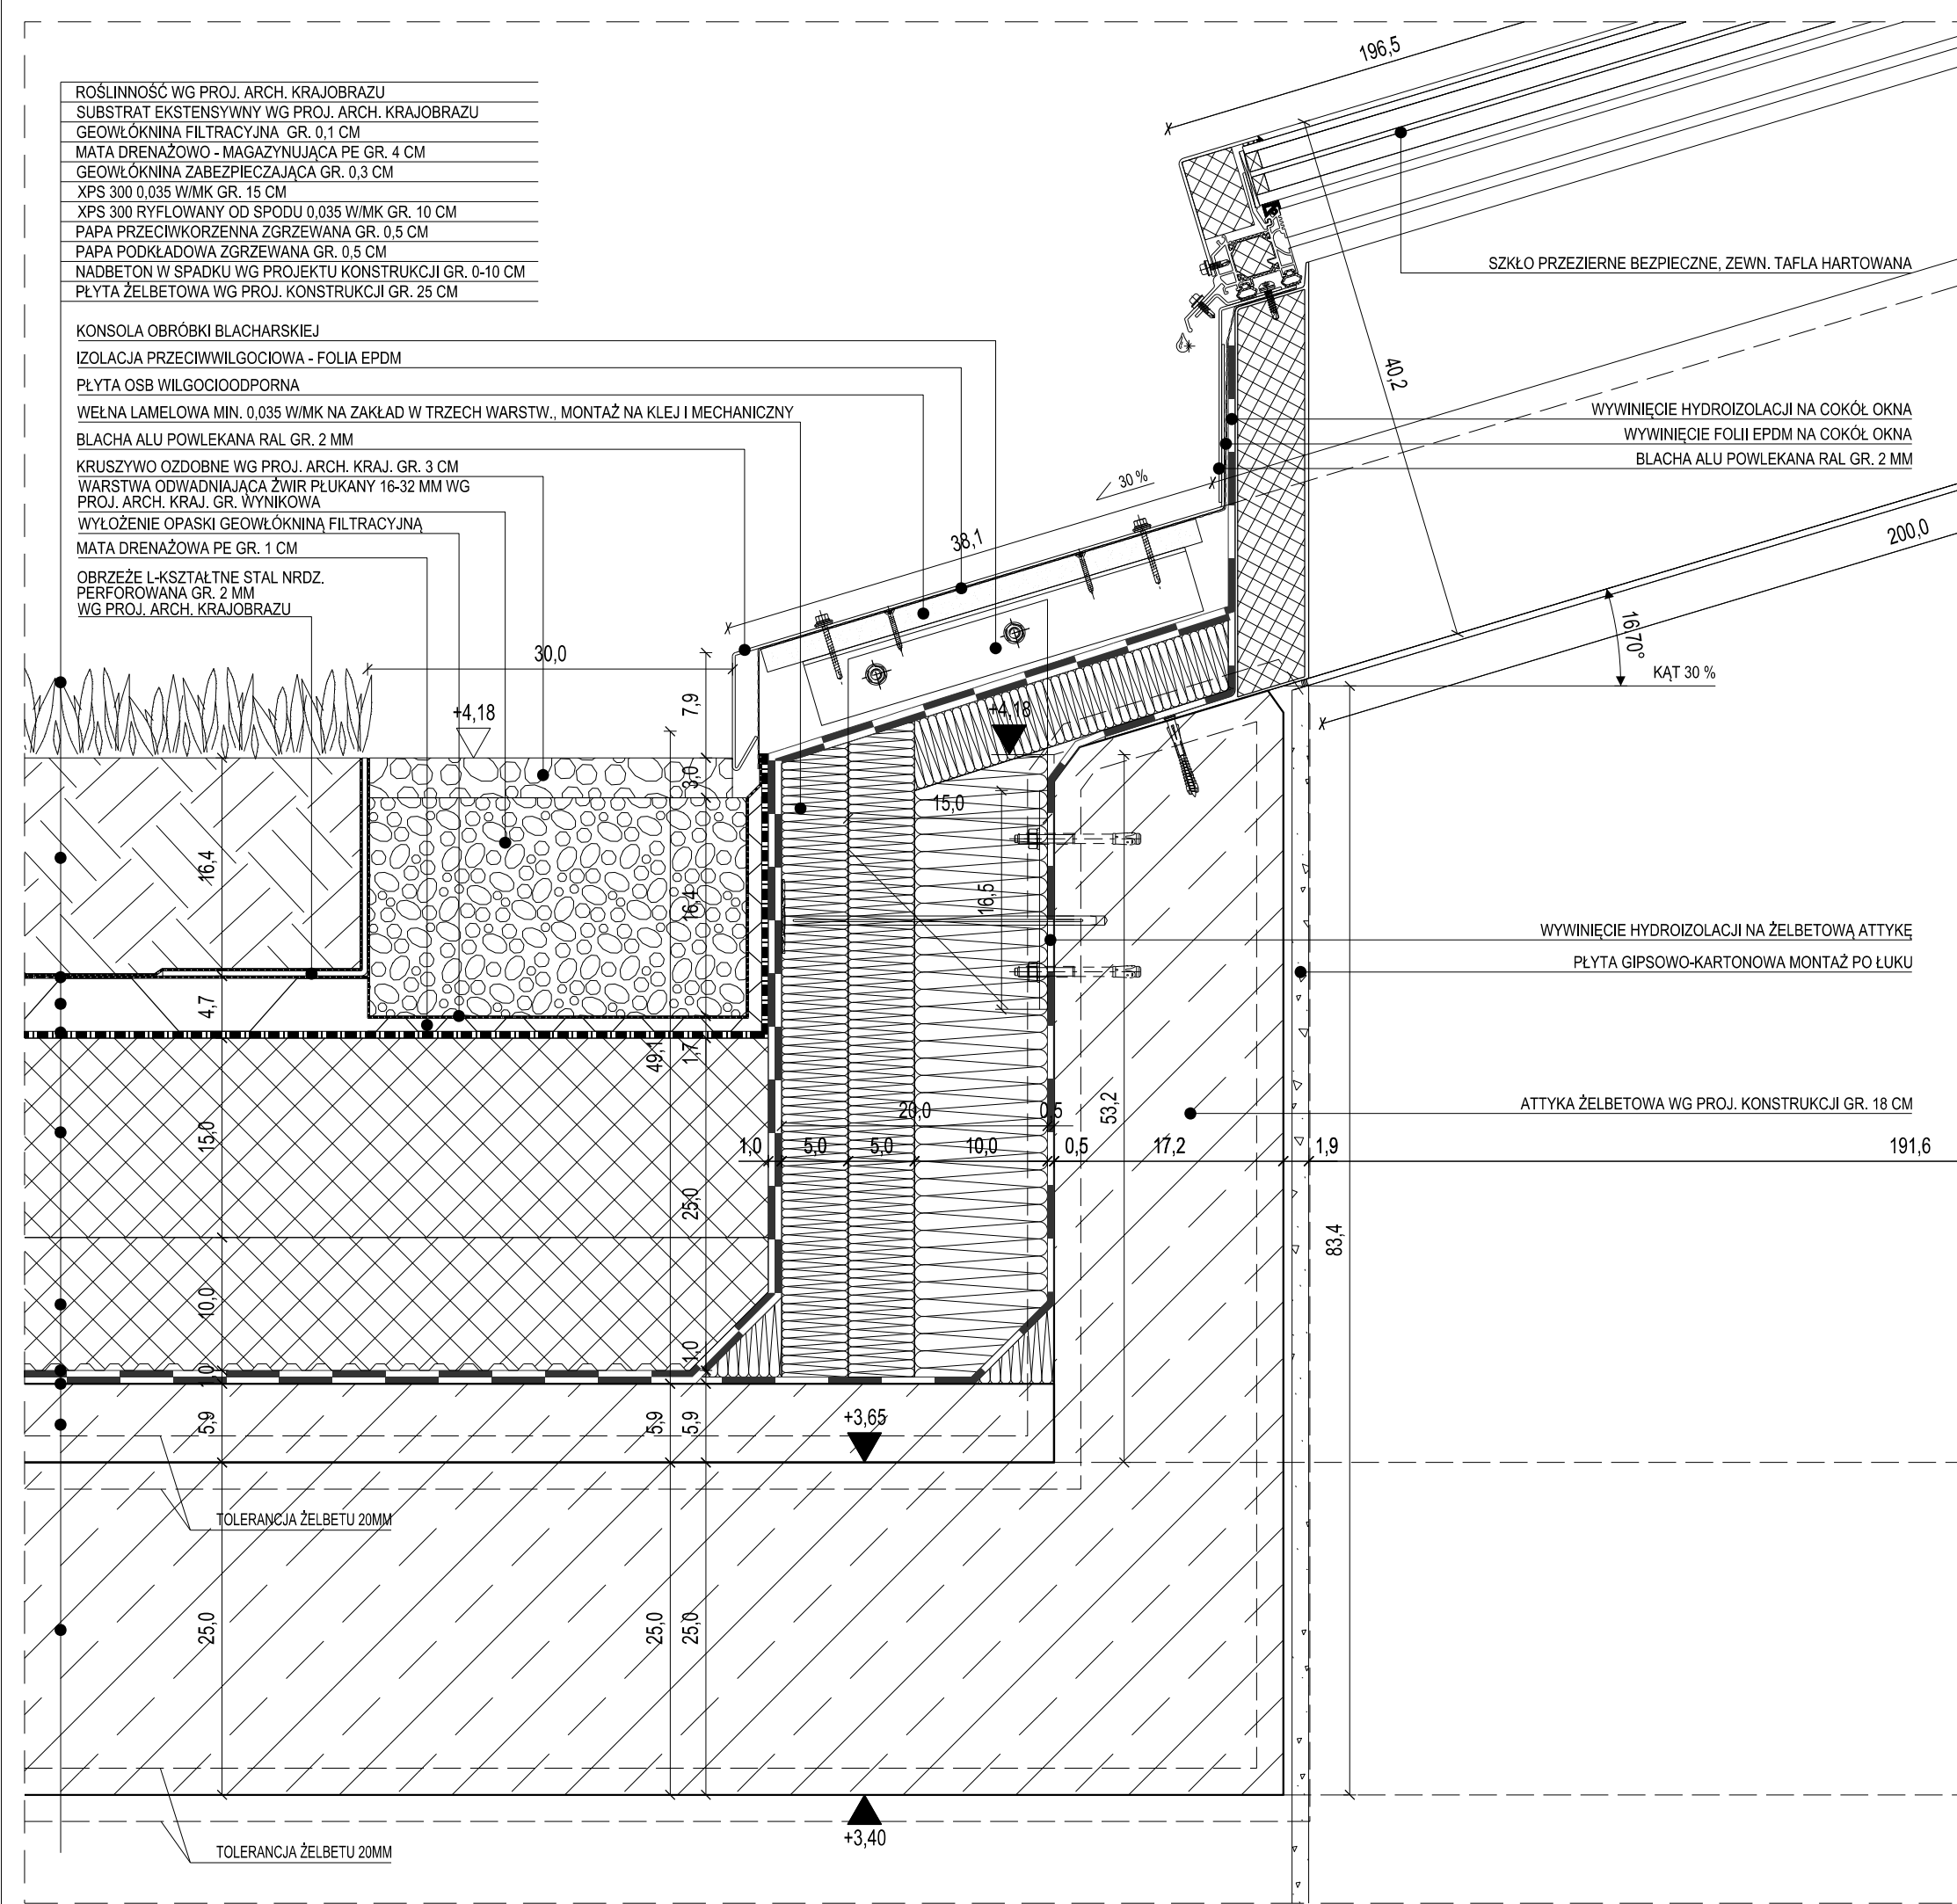 196,5
ROŚLINNOŚĆ WG PROJ. ARCH. KRAJOBRAZU
SUBSTRAT EKSTENSYWNY WG PROJ. ARCH. KRAJOBRAZU
GEOWŁÓKNINA FILTRACYJNA GR. 0,1 CM
MATA DRENAŻOWO - MAGAZYNUJĄCA PE GR. 4 CM
GEOWŁÓKNINA ZABEZPIECZAJĄCA GR. 0,3 CM
XPS 300 0,035 W/MK GR. 15 CM
XPS 300 RYFLOWANY OD SPODU 0,035 W/MK GR. 10 CM
PAPA PRZECIWKORZENNA ZGRZEWANA GR. 0,5 CM
PAPA PODKŁADOWA ZGRZEWANA GR. 0,5 CM
NADBETON W SPADKU WG PROJEKTU KONSTRUKCJI GR. 0-10 CM
PŁYTA ŻELBETOWA WG PROJ. KONSTRUKCJI GR. 25 CM
SZKŁO PRZEZIERNE BEZPIECZNE, ZEWN. TAFLA HARTOWANA
KONSOLA OBRÓBKI BLACHARSKIEJ
IZOLACJA PRZECIWWILGOCIOWA - FOLIA EPDM
PŁYTA OSB WILGOCIOODPORNA
WEŁNA LAMELOWA MIN. 0,035 W/MK NA ZAKŁAD W TRZECH WARSTW., MONTAŻ NA KLEJ I MECHANICZNY
BLACHA ALU POWLEKANA RAL GR. 2 MM
KRUSZYWO OZDOBNE WG PROJ. ARCH. KRAJ. GR. 3 CM
WARSTWA ODWADNIAJĄCA ŻWIR PŁUKANY 16-32 MM WG
PROJ. ARCH. KRAJ. GR. WYNIKOWA
WYŁOŻENIE OPASKI GEOWŁÓKNINĄ FILTRACYJNĄ
MATA DRENAŻOWA PE GR. 1 CM
OBRZEŻE L-KSZTAŁTNE STAL NRDZ.
PERFOROWANA GR. 2 MM
WG PROJ. ARCH. KRAJOBRAZU
40,2
WYWINIĘCIE HYDROIZOLACJI NA COKÓŁ OKNA
WYWINIĘCIE FOLII EPDM NA COKÓŁ OKNA
BLACHA ALU POWLEKANA RAL GR. 2 MM
30 %
38,1
200,0
16,70°
KĄT 30 %
30,0
7,9
+4,18
+4,18
3,0
15,0
16,4
16,4
16,5
WYWINIĘCIE HYDROIZOLACJI NA ŻELBETOWĄ ATTYKĘ
PŁYTA GIPSOWO-KARTONOWA MONTAŻ PO ŁUKU
4,7
49,1
1,7
53,2
20,0
0,5
ATTYKA ŻELBETOWA WG PROJ. KONSTRUKCJI GR. 18 CM
15,0
1,0
5,0
5,0
10,0
0,5
17,2
1,9
191,6
25,0
83,4
10,0
1,0
1,0
5,9
5,9
5,9
+3,65
TOLERANCJA ŻELBETU 20MM
25,0
25,0
25,0
+3,40
TOLERANCJA ŻELBETU 20MM